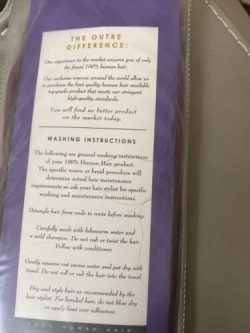 THE OUTRE
DIFFERENCE:
Our experience in the market assures you of only
the finest 100% human hair.
Our exclusive sources around the world allow us
to purchase the best quality human hair available
top-grade product that meets our stringent
high-quality standards.
You will find no better product
on the market today.
WASHING INSTRUCTIONS
The following are general washing instructions
of your 100% Human Hair product.
The specific weave or braid procedure will
determine actual hair maintenance
requirements so ask your hair stylist for specific
washing and maintenance instructions.
Detangle hair from ends to roots before washing.
Carefully wash with lukewarm water and
a mild shampoo. Do not rub or twist the hair.
Follow with conditioner.
Gently squeeze out excess water and pat dry with
towel. Do not roll or rub the hair into the towel.
Dry and style hair as recommended by the
hair stylist. For bonded hair, do not blow dry
or apply heat near adhesion.
100% HUMAN HAIR